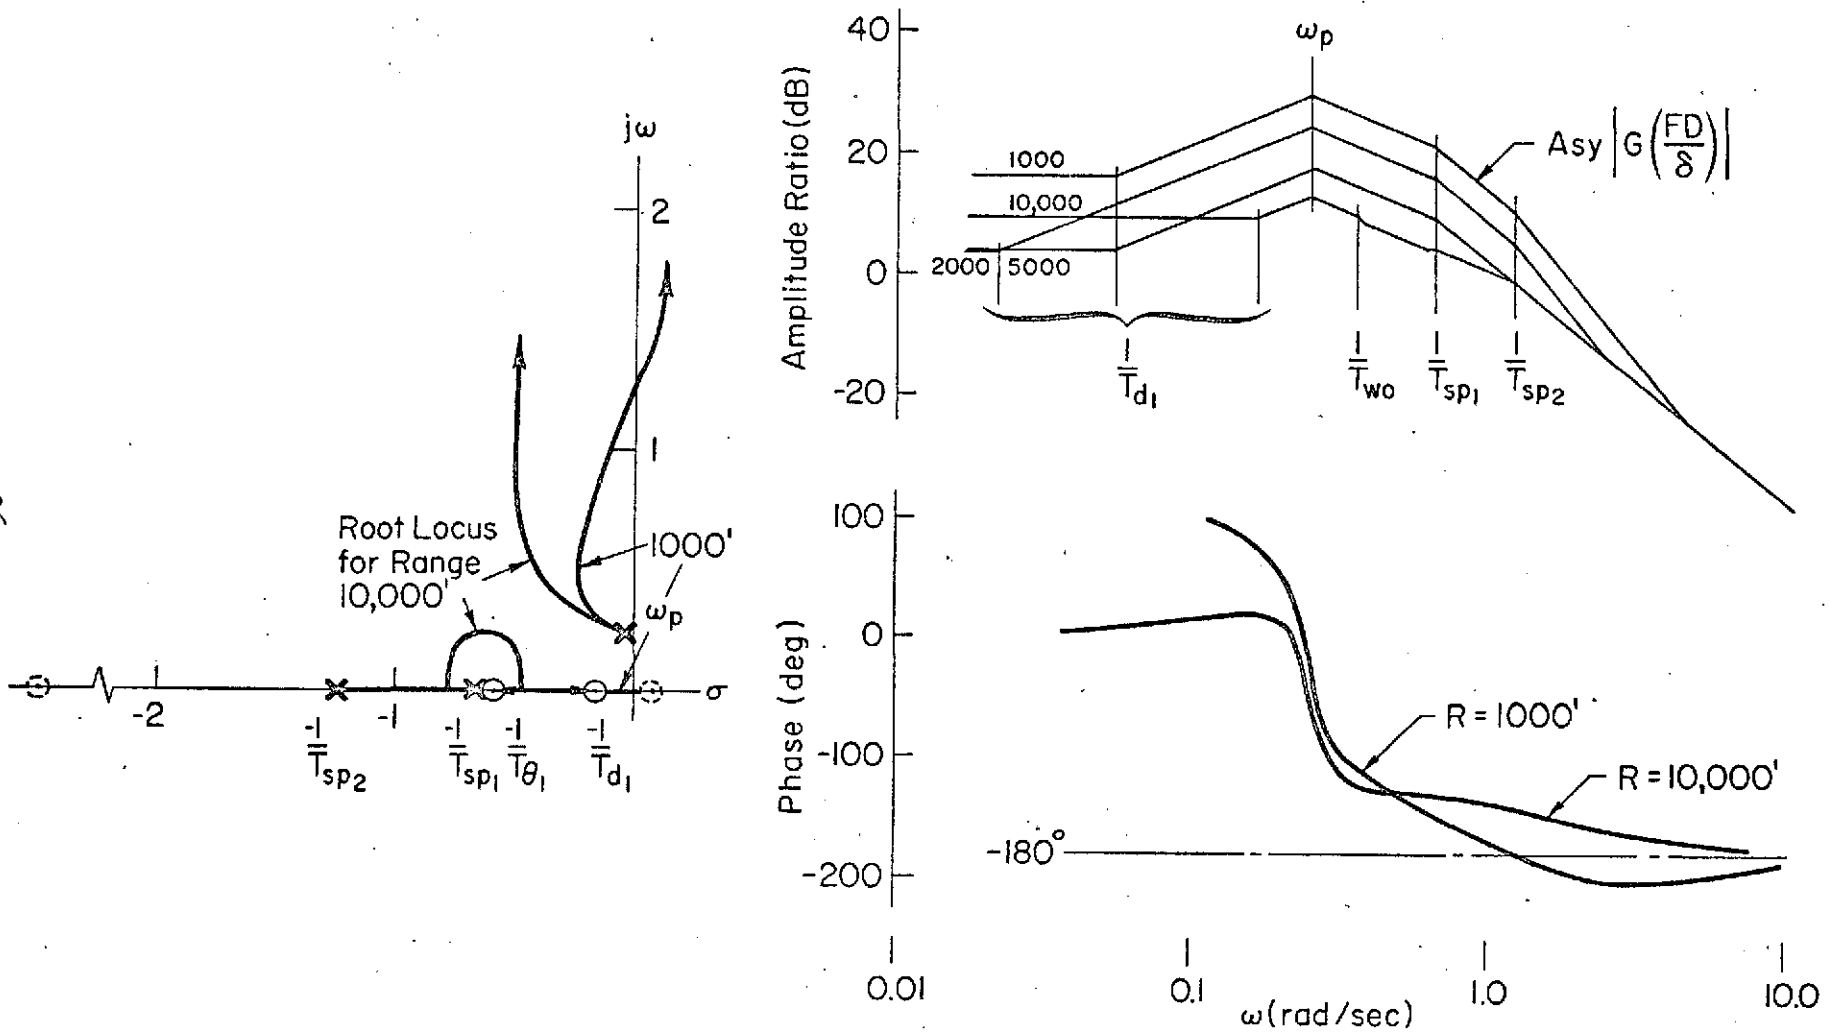 jω
2
1
Root Locus
for Range
10,000'
1000'
ωp
σ
-2
-1
-1/Tsp2
-1/Tsp1
-1/Tθ1
-1/Td1
Amplitude Ratio (dB)
40
20
0
-20
ωp
Asy |G(FD/δ)|
1000
10,000
2000
5000
1/Td1
1/Two
1/Tsp1
1/Tsp2
Phase (deg)
100
0
-100
-200
-180°
R = 1000'
R = 10,000'
0.01
0.1
1.0
10.0
ω(rad/sec)